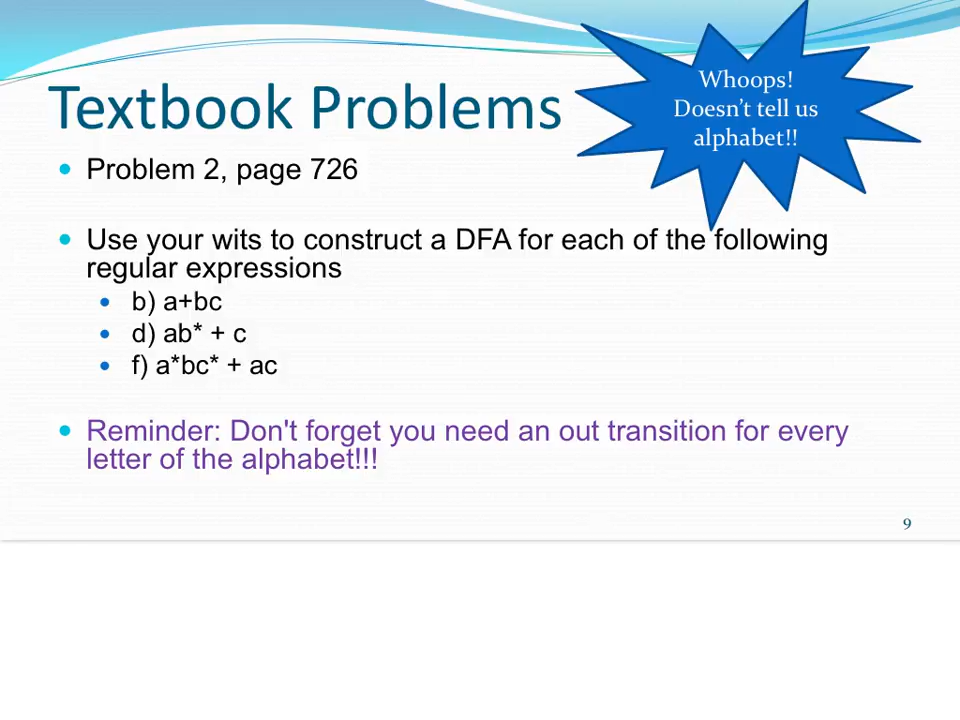 Whoops!
Doesn't tell us
alphabet!!
Textbook Problems
Problem 2, page 726
Use your wits to construct a DFA for each of the following
regular expressions
b) a+bc
d) ab* + c
f) a*bc* + ac
Reminder: Don't forget you need an out transition for every
letter of the alphabet!!!
9